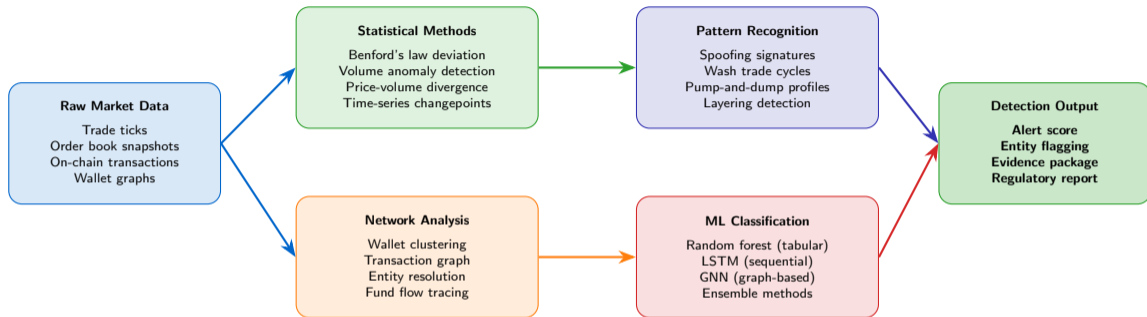 Raw Market Data
Trade ticks
Order book snapshots
On-chain transactions
Wallet graphs
Statistical Methods
Benford's law deviation
Volume anomaly detection
Price-volume divergence
Time-series changepoints
Pattern Recognition
Spoofing signatures
Wash trade cycles
Pump-and-dump profiles
Layering detection
Network Analysis
Wallet clustering
Transaction graph
Entity resolution
Fund flow tracing
ML Classification
Random forest (tabular)
LSTM (sequential)
GNN (graph-based)
Ensemble methods
Detection Output
Alert score
Entity flagging
Evidence package
Regulatory report